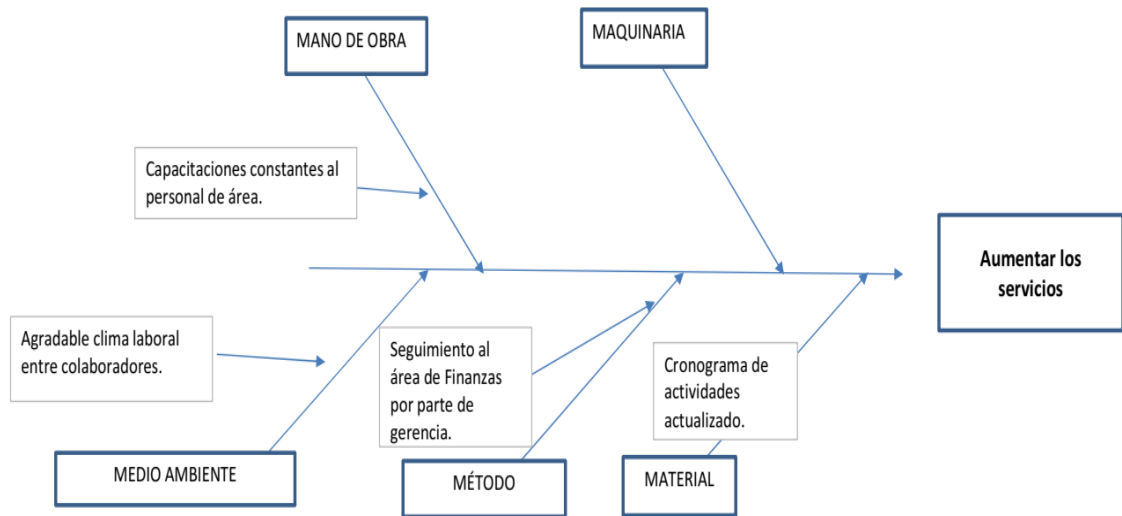 MANO DE OBRA
MAQUINARIA
Capacitaciones constantes al
personal de área.
Aumentar los
servicios
Agradable clima laboral
entre colaboradores.
Seguimiento al
área de Finanzas
por parte de
gerencia.
Cronograma de
actividades
actualizado.
MEDIO AMBIENTE
MÉTODO
MATERIAL